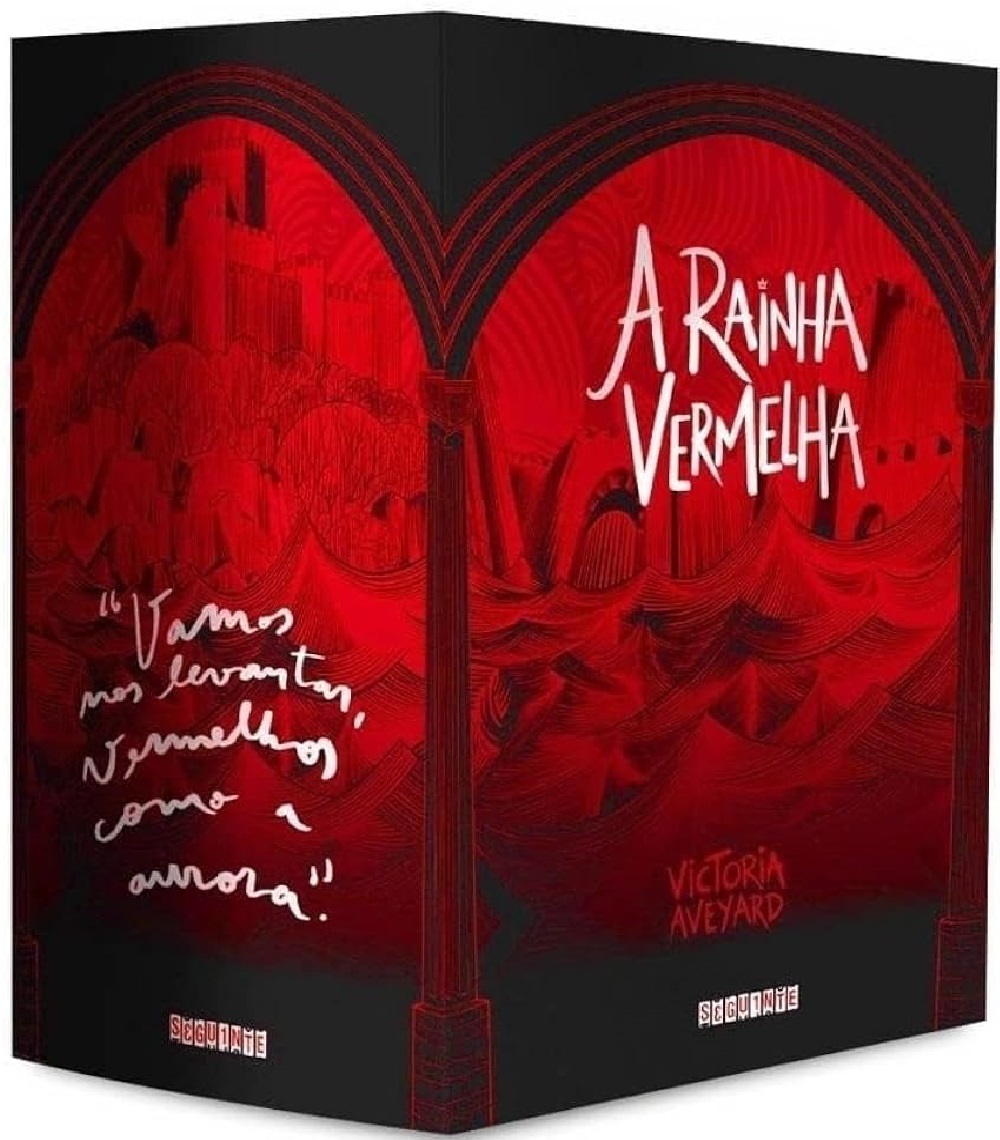 A RAINHA
VERMELHA
"Vamos
nos levantar,
Vermelhos
como a
aurora".
VICTORIA
AVEYARD
SEGUINTE
SEGUINTE